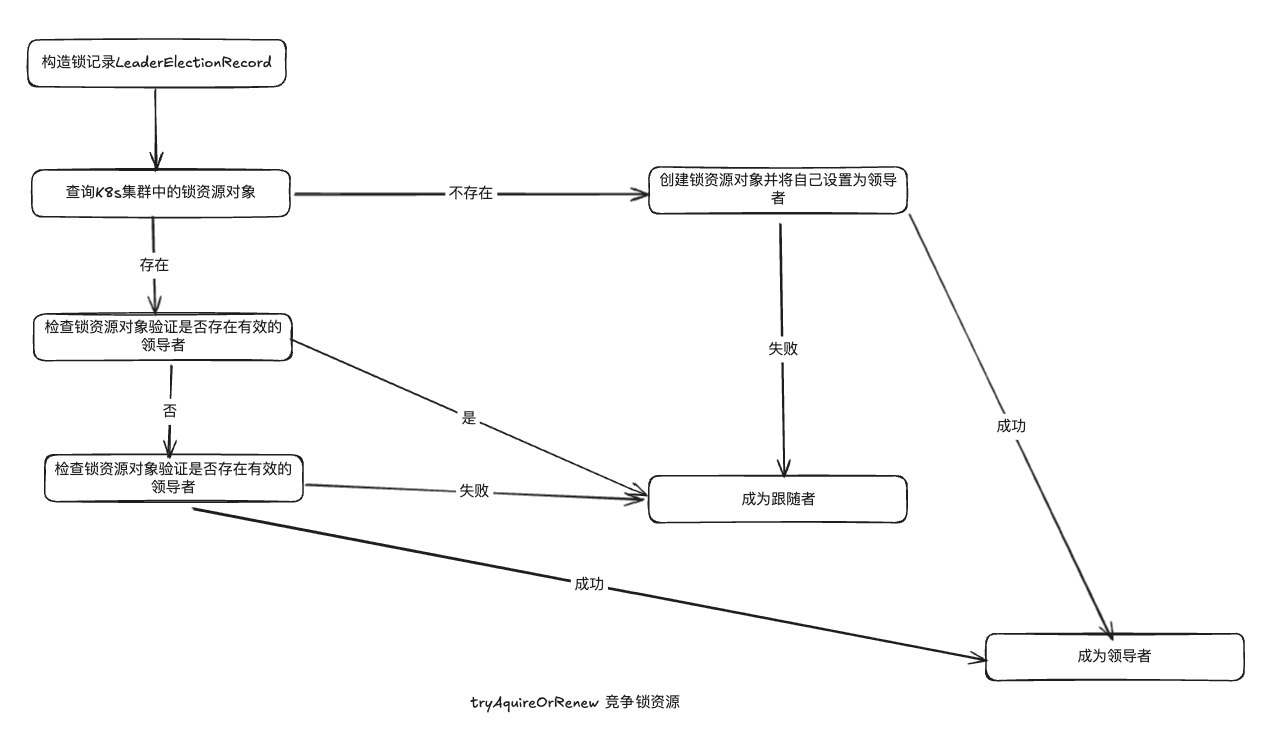 构造锁记录LeaderElectionRecord
查询K8s集群中的锁资源对象
不存在
创建锁资源对象并将自己设置为领导
者
存在
检查锁资源对象验证是否存在有效的
领导者
失败
否
是
成功
检查锁资源对象验证是否存在有效的
领导者
失败
成为跟随者
成功
成为领导者
tryAquireOrRenew 竞争锁资源